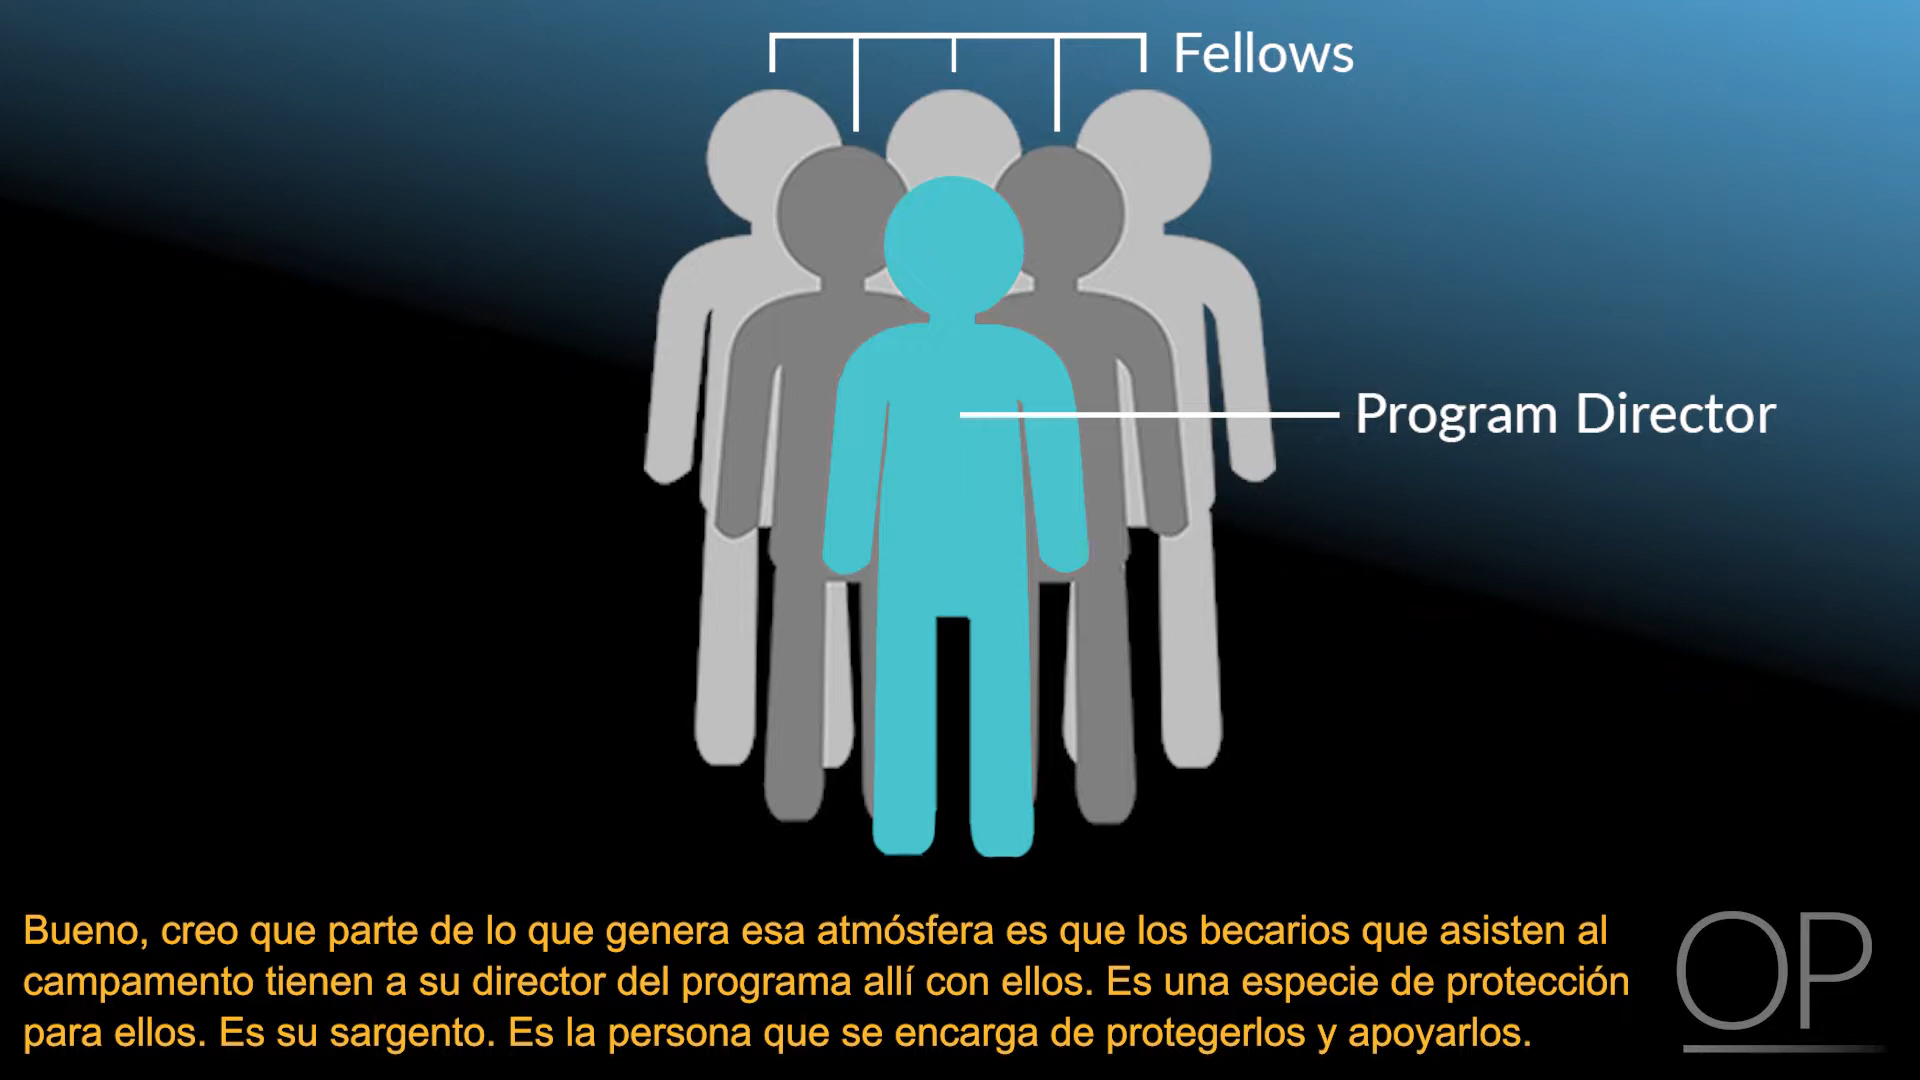 Fellows
Program Director
Bueno, creo que parte de lo que genera esa atmósfera es que los becarios que asisten al
campamento tienen a su director del programa allí con ellos. Es una especie de protección
para ellos. Es su sargento. Es la persona que se encarga de protegerlos y apoyarlos.
OP